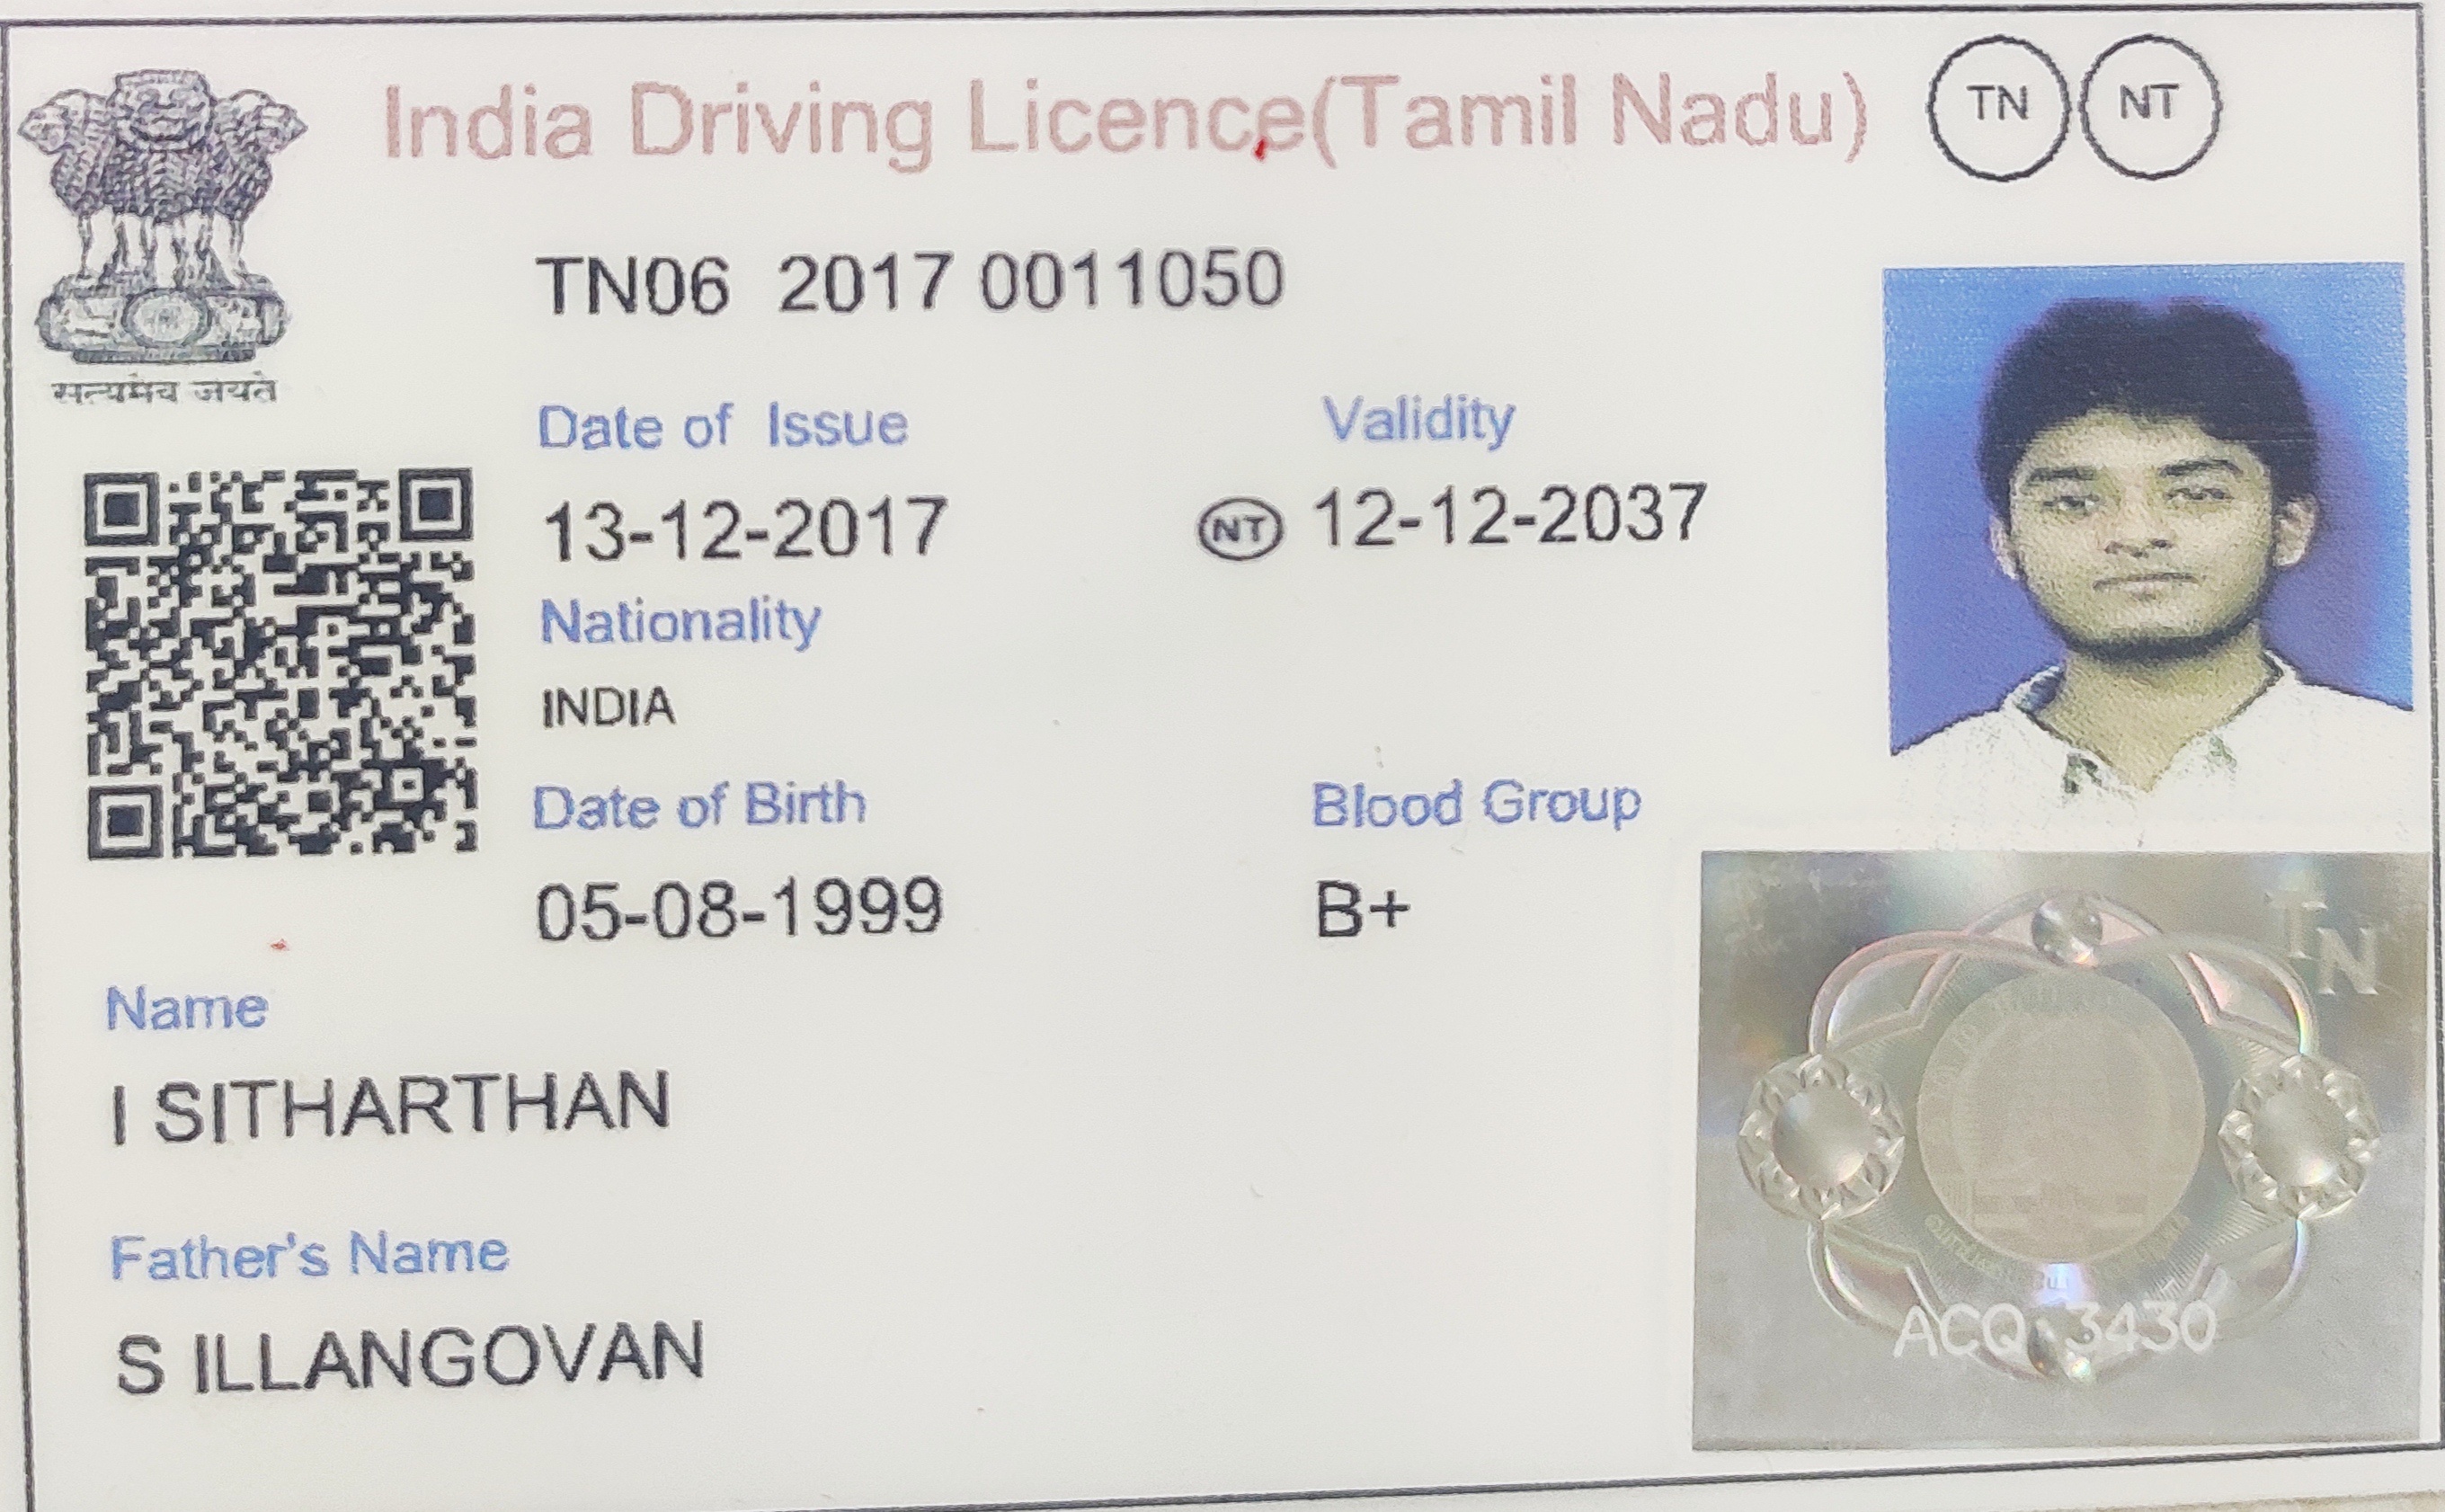 India Driving Licence(Tamil Nadu) TN NT
सत्यमेव जयते
TN06 2017 0011050
Date of Issue Validity
13-12-2017 NT 12-12-2037
Nationality
INDIA
Date of Birth Blood Group
05-08-1999 B+
Name
I SITHARTHAN
Father's Name
S ILLANGOVAN
TN
ACQ 3430